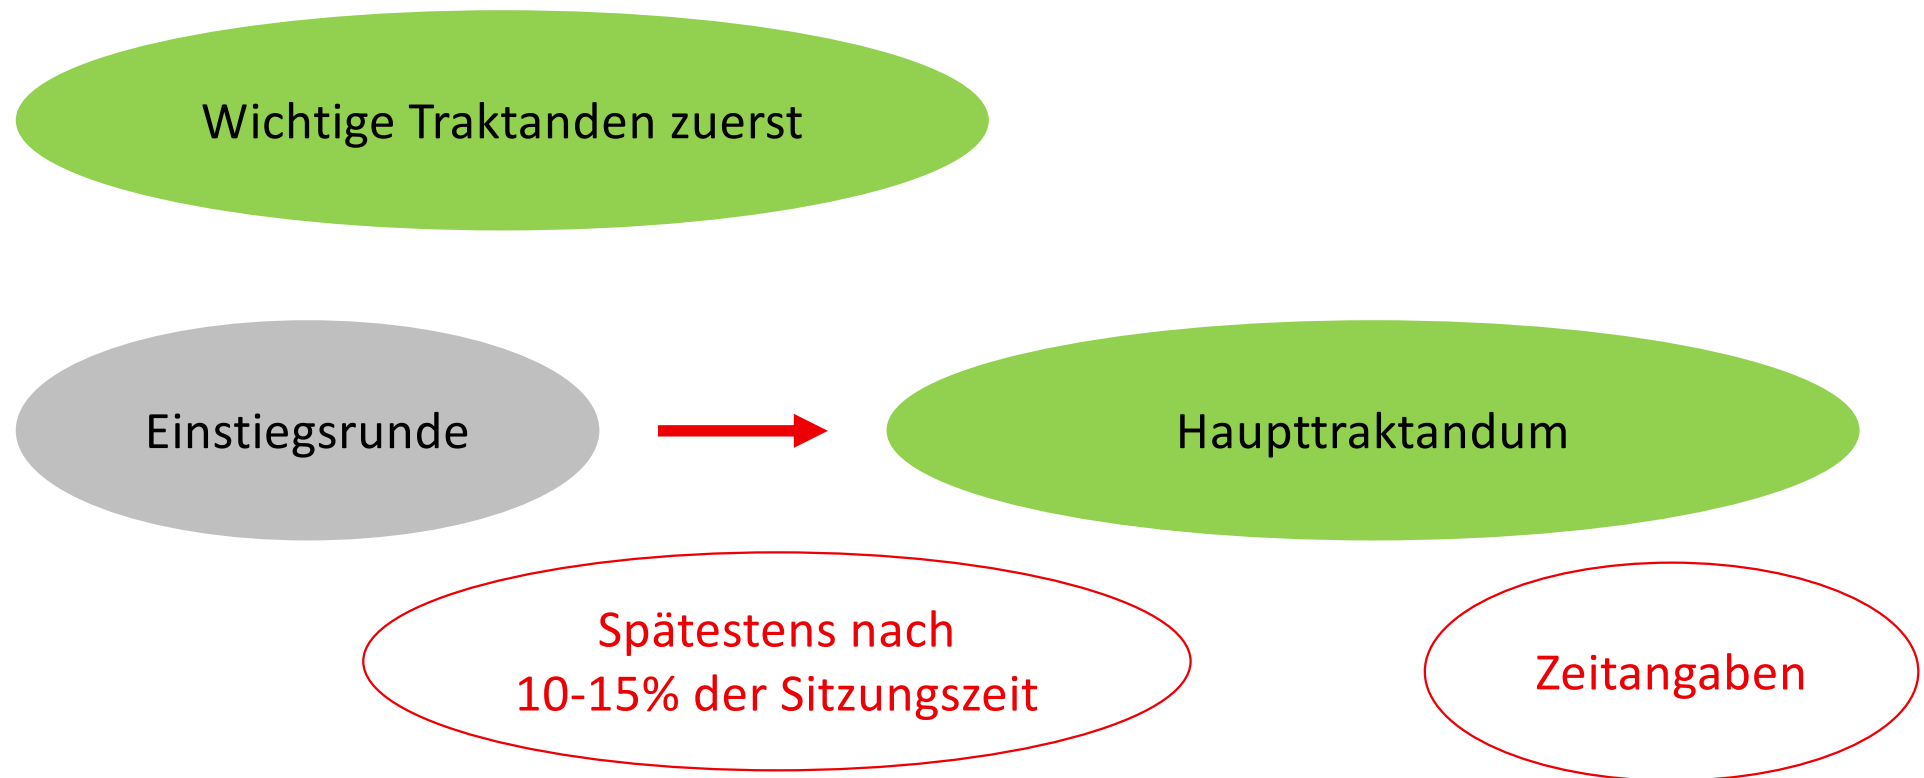 Wichtige Traktanden zuerst
Einstiegsrunde
Haupttraktandum
Spätestens nach
10-15% der Sitzungszeit
Zeitangaben